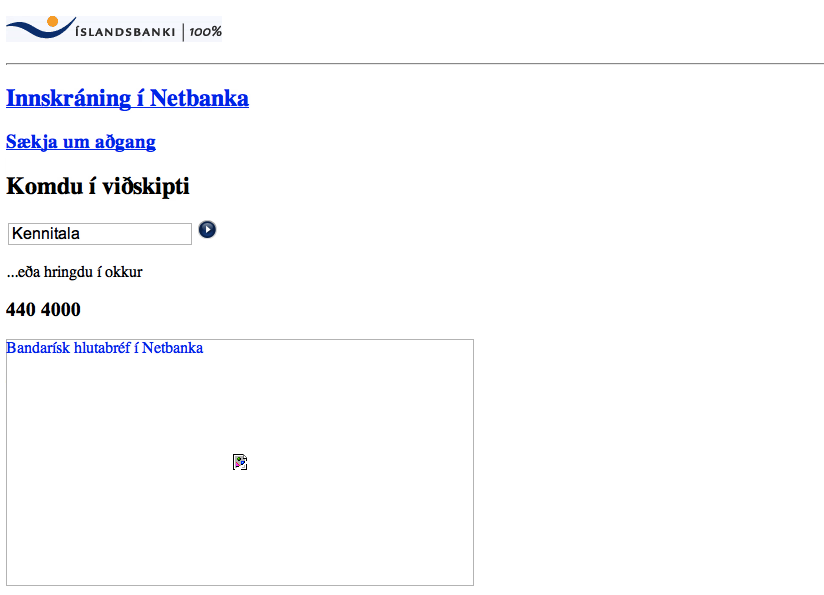 ÍSLANDSBANKI | 100%
Innskráning í Netbanka
Sækja um aðgang
Komdu í viðskipti
Kennitala
...eða hringdu í okkur
440 4000
Bandarísk hlutabréf í Netbanka